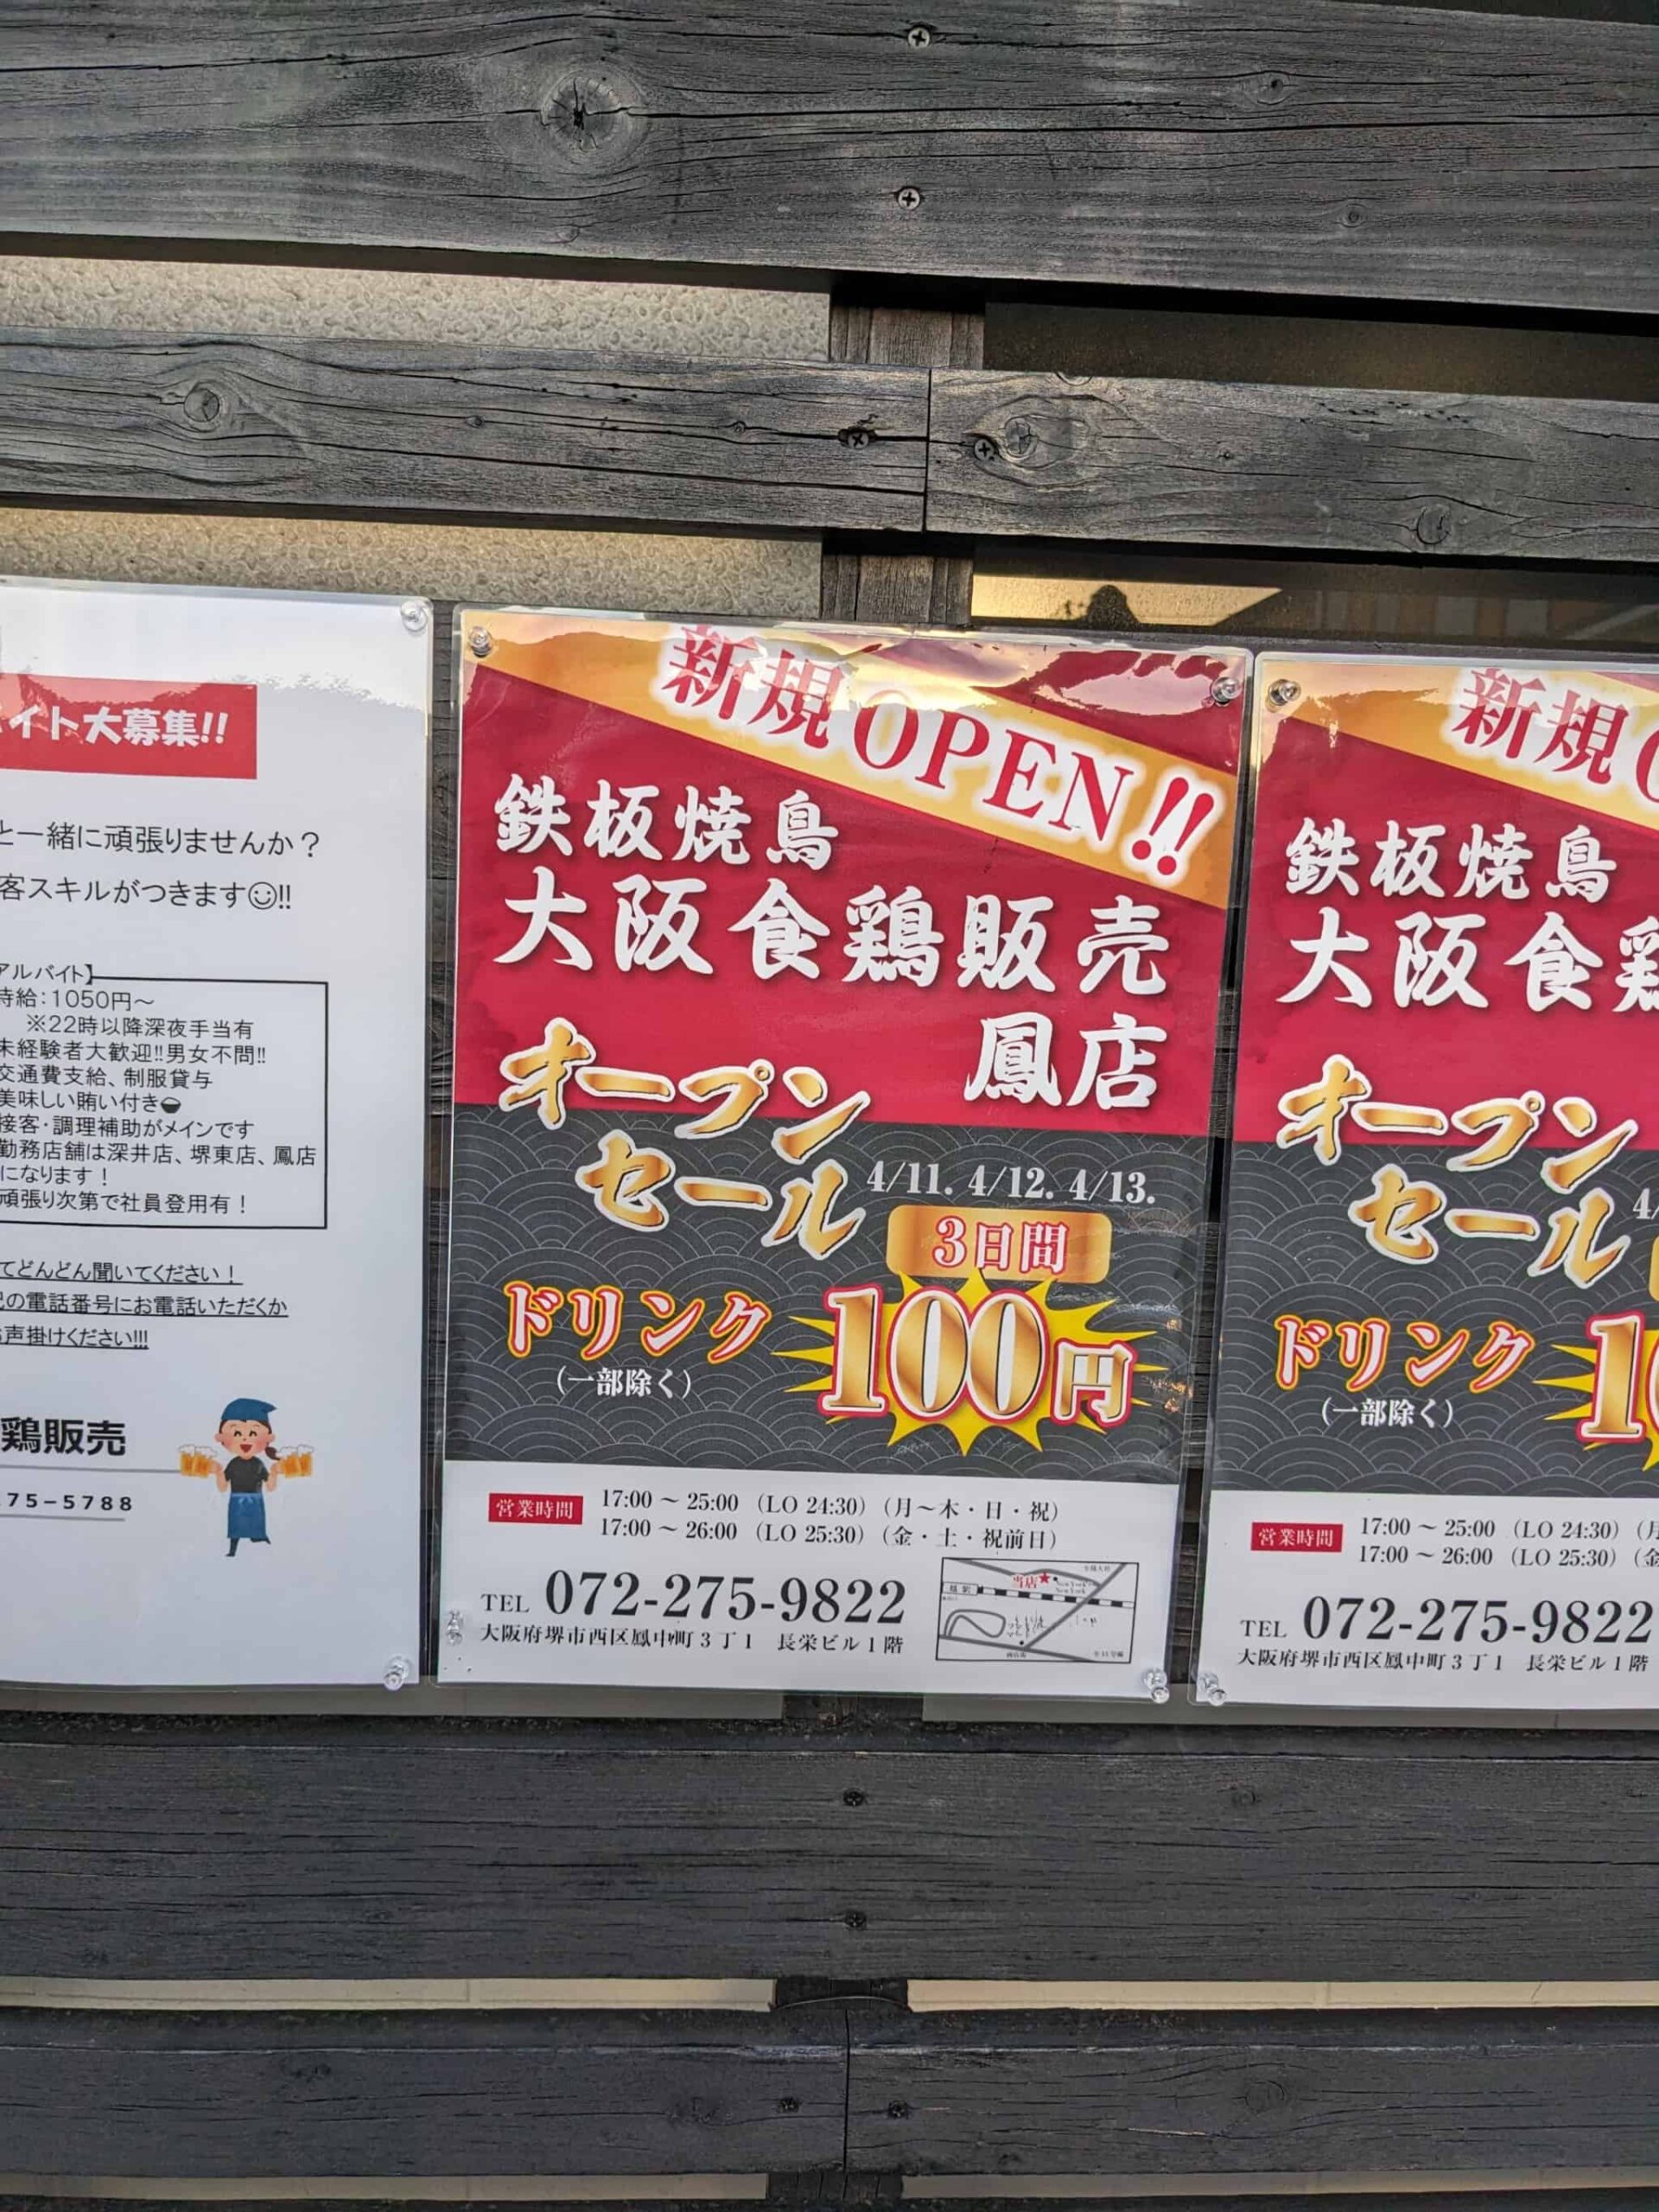 イト大募集!!
と一緒に頑張りませんか？
客スキルがつきます☺!!
アルバイト】
時給：1050円～
※22時以降深夜手当有
未経験者大歓迎!!男女不問!!
交通費支給、制服貸与
美味しい賄い付き🍚
接客・調理補助がメインです
勤務店舗は深井店、堺東店、鳳店
になります！
頑張り次第で社員登用有！
てどんどん聞いてください！
の電話番号にお電話いただくか
声掛けください!!!
鶏販売
75-5788
新規OPEN!!
鉄板焼鳥
大阪食鶏販売
鳳店
オープン
セール
4/11. 4/12. 4/13.
3日間
ドリンク
(一部除く)
100円
営業時間
17:00 ～ 25:00 （LO 24:30）（月～木・日・祝）
17:00 ～ 26:00 （LO 25:30）（金・土・祝前日）
TEL 072-275-9822
大阪府堺市西区鳳中町3丁1 長栄ビル1階
当店
新規
鉄板焼鳥
大阪食鶏
オープン
セール
4/
ドリンク
(一部除く)
10
営業時間
17:00 ～ 25:00 （LO 24:30）（月
17:00 ～ 26:00 （LO 25:30）（金
TEL 072-275-9822
大阪府堺市西区鳳中町3丁1 長栄ビル1階